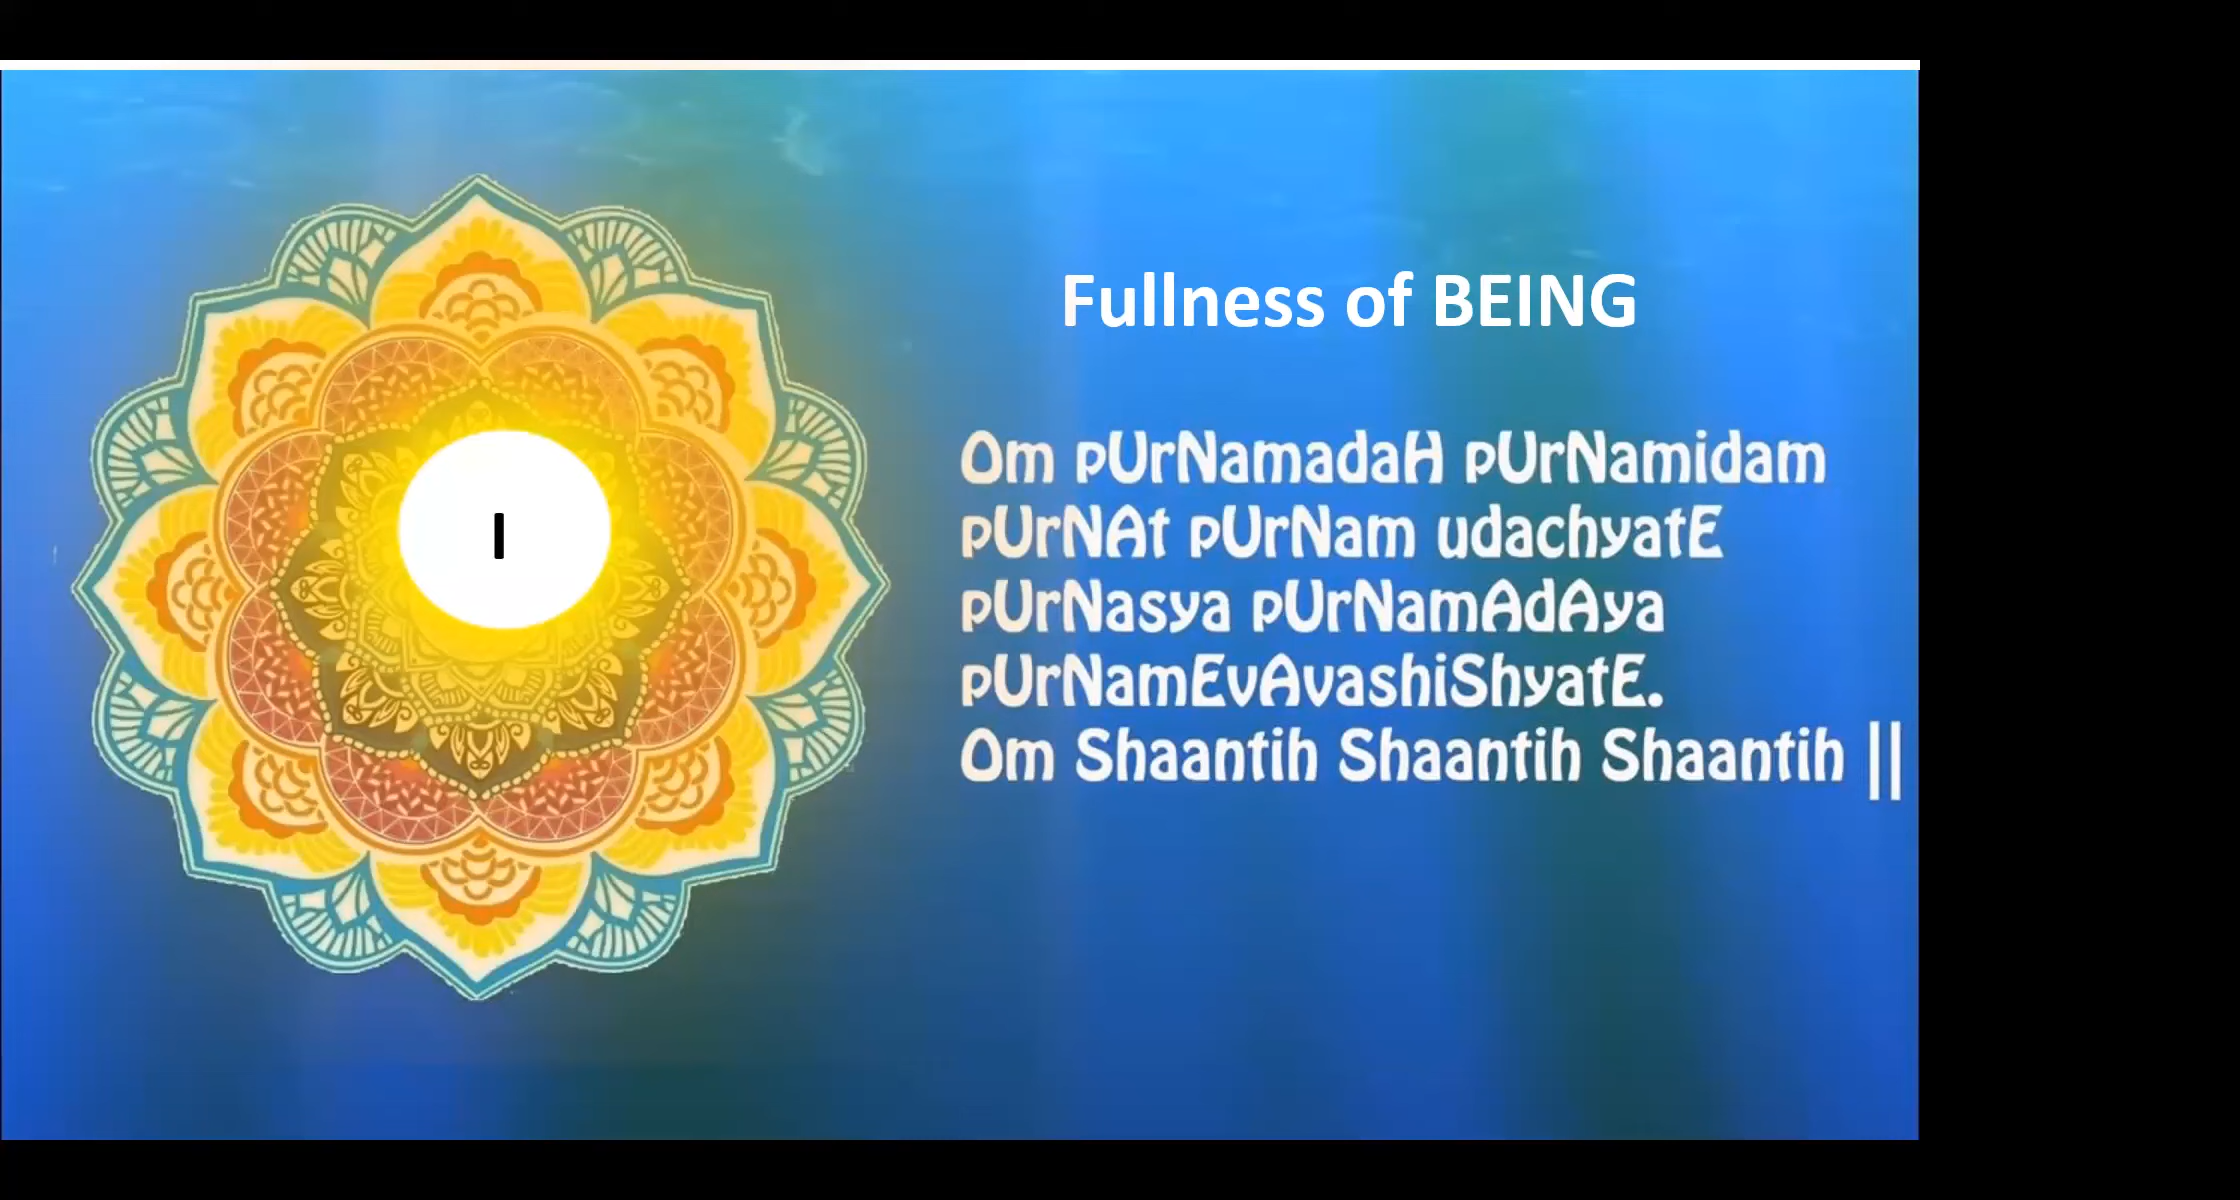 Fullness of BEING
I
Om pUrNamadaH pUrNamidam
pUrNAt pUrNam udachyatE
pUrNasya pUrNamAdAya
pUrNamEvAvashiShyatE.
Om Shaantih Shaantih Shaantih ||